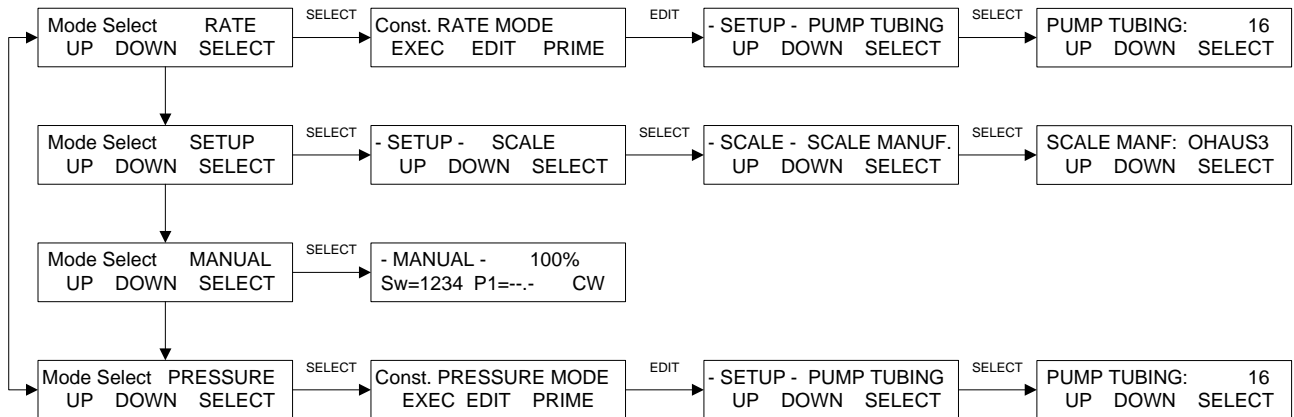 Mode Select RATE
UP DOWN SELECT
SELECT
Const. RATE MODE
EXEC EDIT PRIME
EDIT
- SETUP - PUMP TUBING
UP DOWN SELECT
SELECT
PUMP TUBING: 16
UP DOWN SELECT
Mode Select SETUP
UP DOWN SELECT
SELECT
- SETUP - SCALE
UP DOWN SELECT
SELECT
- SCALE - SCALE MANUF.
UP DOWN SELECT
SELECT
SCALE MANF: OHAUS3
UP DOWN SELECT
Mode Select MANUAL
UP DOWN SELECT
SELECT
- MANUAL - 100%
Sw=1234 P1=--.- CW
Mode Select PRESSURE
UP DOWN SELECT
SELECT
Const. PRESSURE MODE
EXEC EDIT PRIME
EDIT
- SETUP - PUMP TUBING
UP DOWN SELECT
SELECT
PUMP TUBING: 16
UP DOWN SELECT